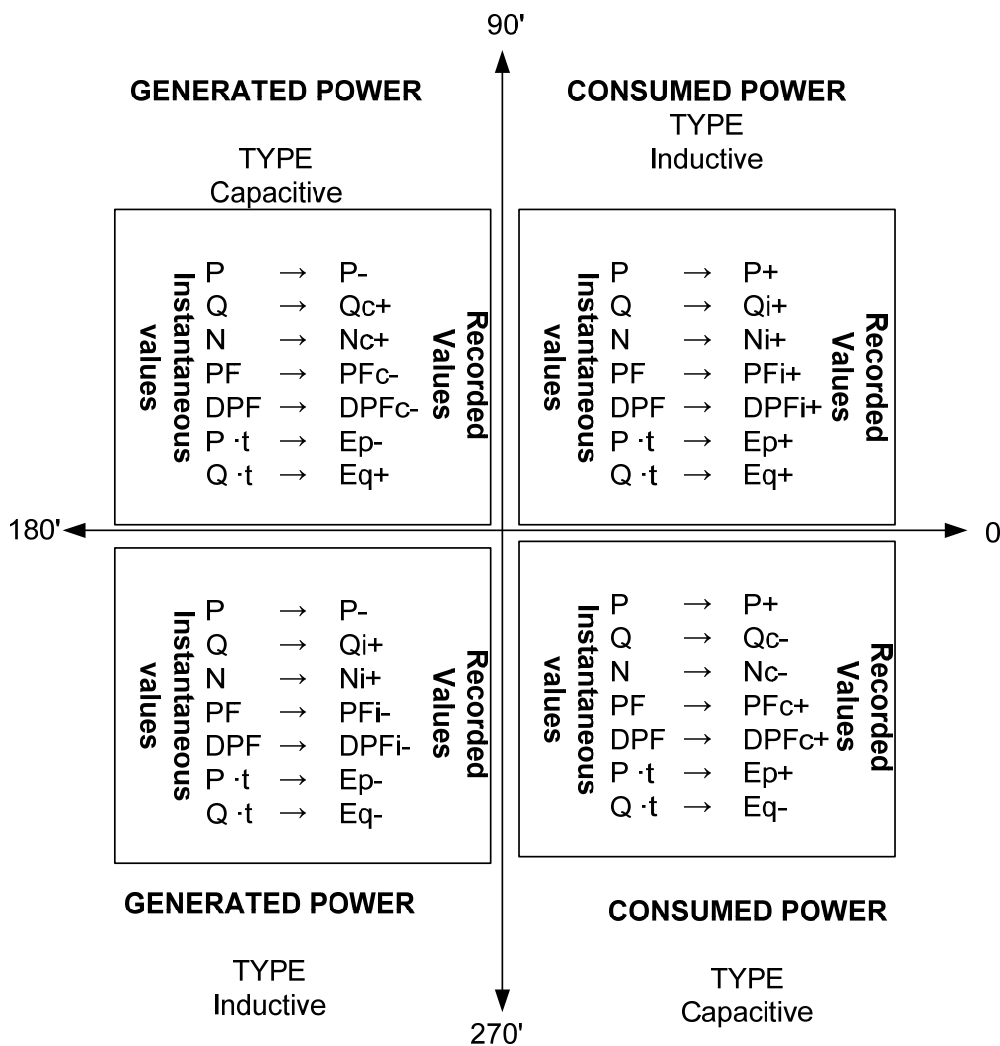 90'
GENERATED POWER
TYPE
Capacitive
Instantaneous
values
P → P-
Q → Qc+
N → Nc+
PF → PFc-
DPF → DPFc-
P ·t → Ep-
Q ·t → Eq+
Recorded
Values
CONSUMED POWER
TYPE
Inductive
Instantaneous
values
P → P+
Q → Qi+
N → Ni+
PF → PFi+
DPF → DPFi+
P ·t → Ep+
Q ·t → Eq+
Recorded
Values
180'
0
Instantaneous
values
P → P-
Q → Qi+
N → Ni+
PF → PFi-
DPF → DPFi-
P ·t → Ep-
Q ·t → Eq-
Recorded
Values
GENERATED POWER
TYPE
Inductive
Instantaneous
values
P → P+
Q → Qc-
N → Nc-
PF → PFc+
DPF → DPFc+
P ·t → Ep+
Q ·t → Eq-
Recorded
Values
CONSUMED POWER
TYPE
Capacitive
270'